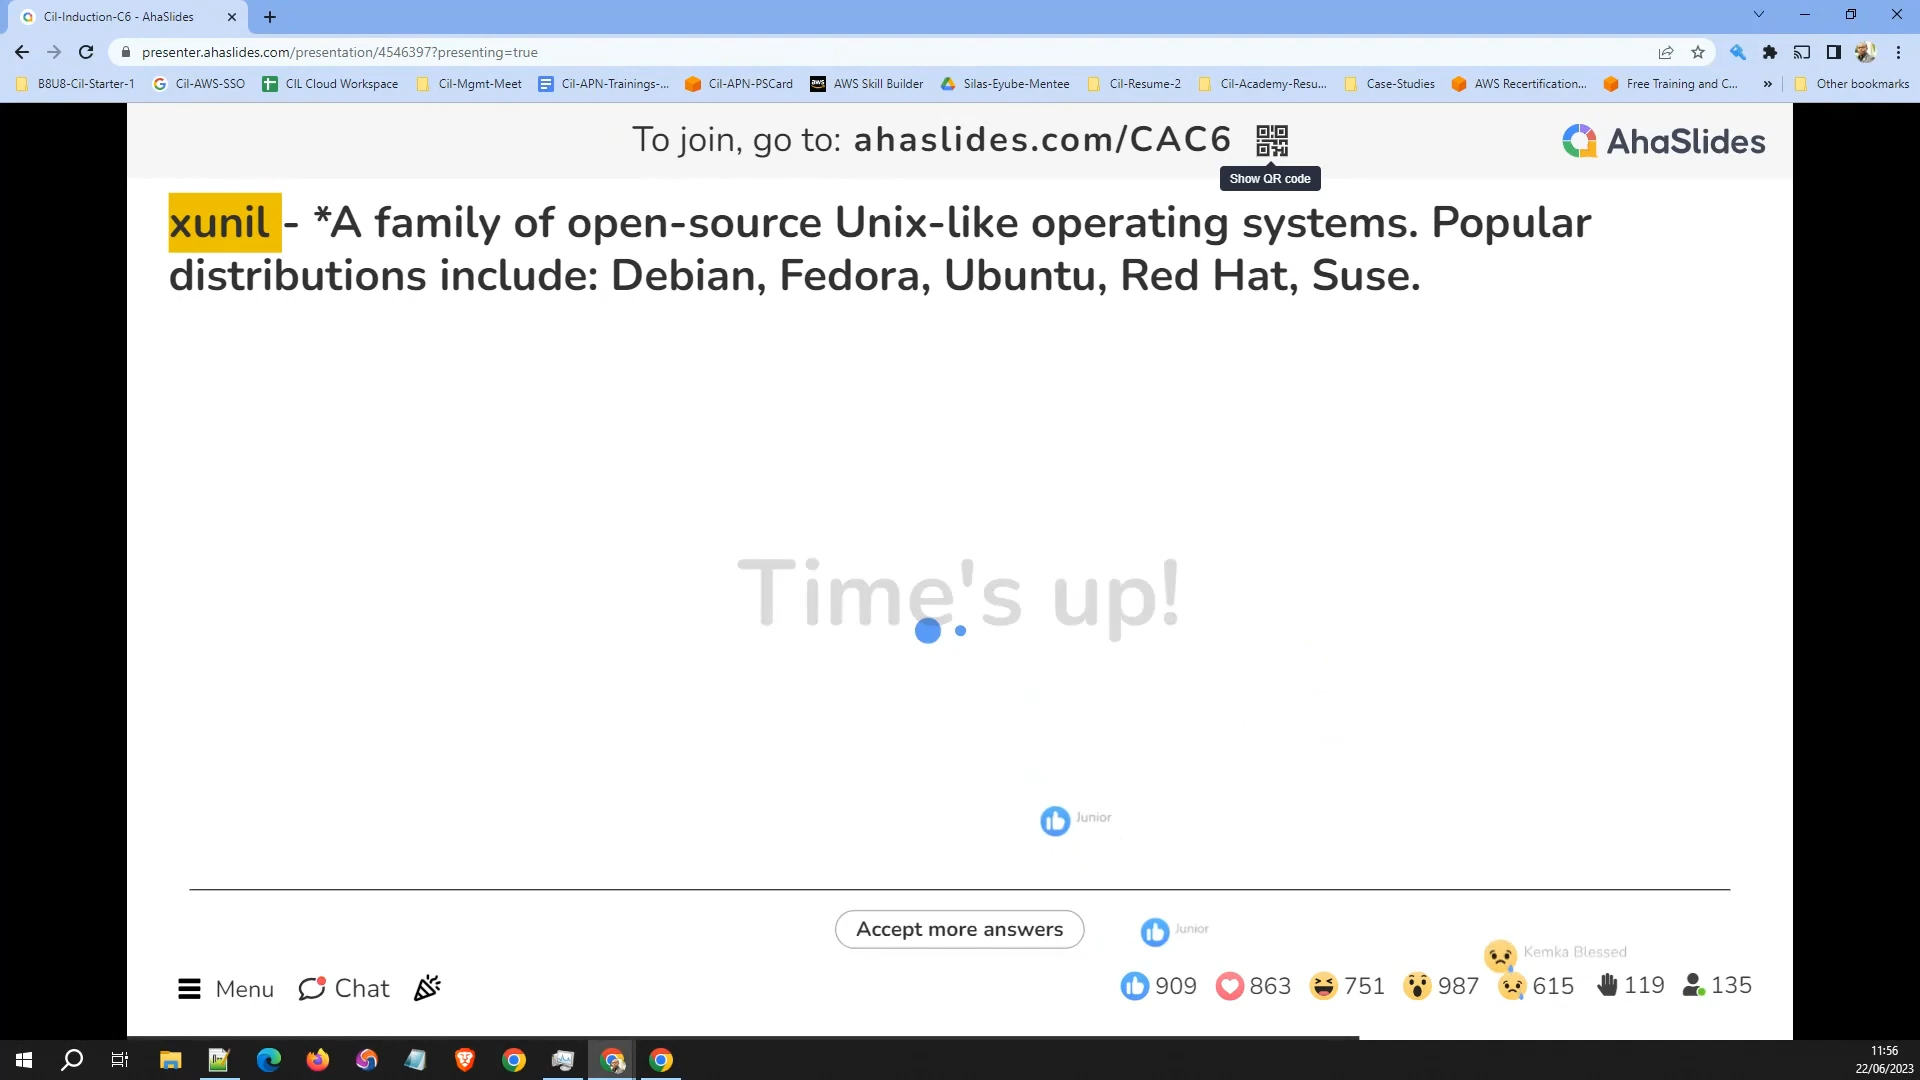 Cil-Induction-C6 - AhaSlides
presenter.ahaslides.com/presentation/4546397?presenting=true
B8U8-Cil-Starter-1 Cil-AWS-SSO CIL Cloud Workspace Cil-Mgmt-Meet Cil-APN-Trainings-... Cil-APN-PSCard AWS Skill Builder Silas-Eyube-Mentee Cil-Resume-2 Cil-Academy-Resu... Case-Studies AWS Recertification... Free Training and C... » Other bookmarks
To join, go to: ahaslides.com/CAC6 AhaSlides
Show QR code
xunil - *A family of open-source Unix-like operating systems. Popular
distributions include: Debian, Fedora, Ubuntu, Red Hat, Suse.
Time's up!
Junior
Accept more answers
Junior
Kemka Blessed
Menu Chat 909 863 751 987 615 119 135
11:56
22/06/2023